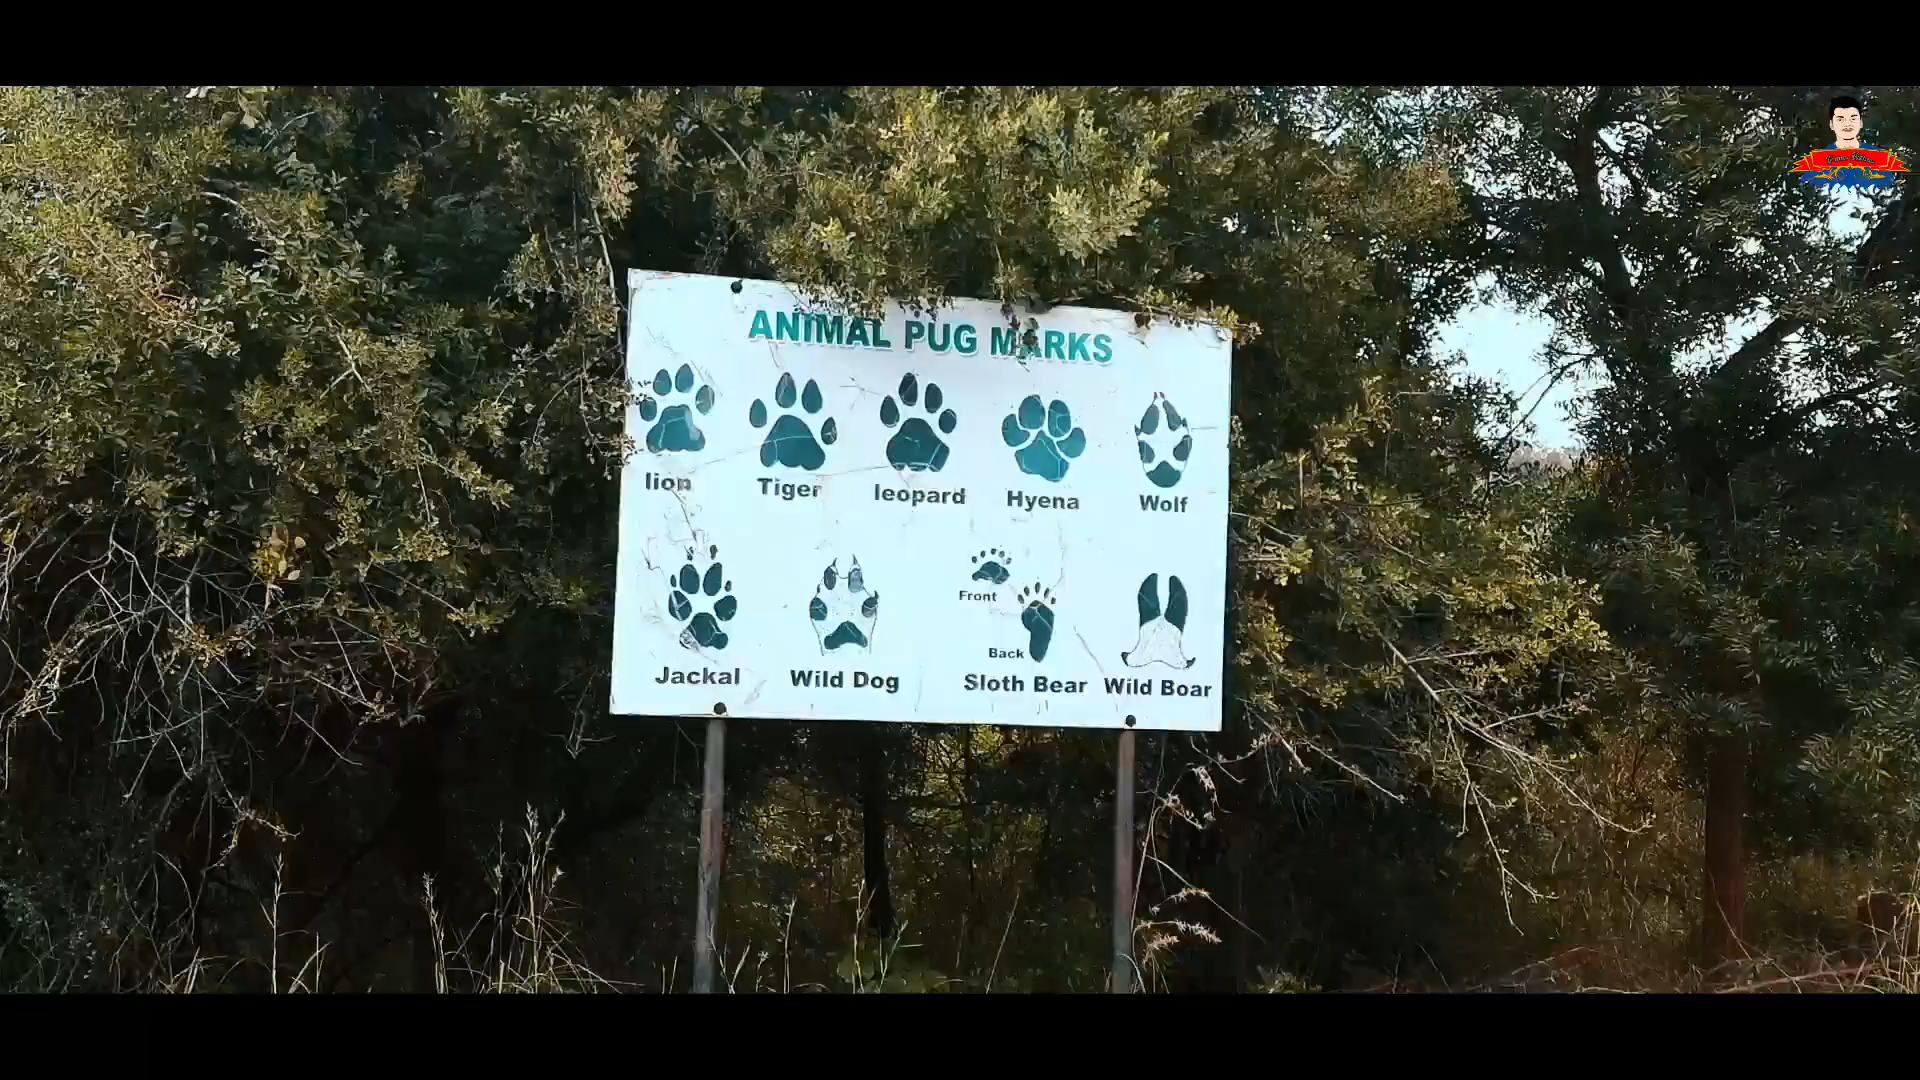 ANIMAL PUG MARKS
lion Tiger leopard Hyena Wolf
Front
Back
Jackal Wild Dog Sloth Bear Wild Boar